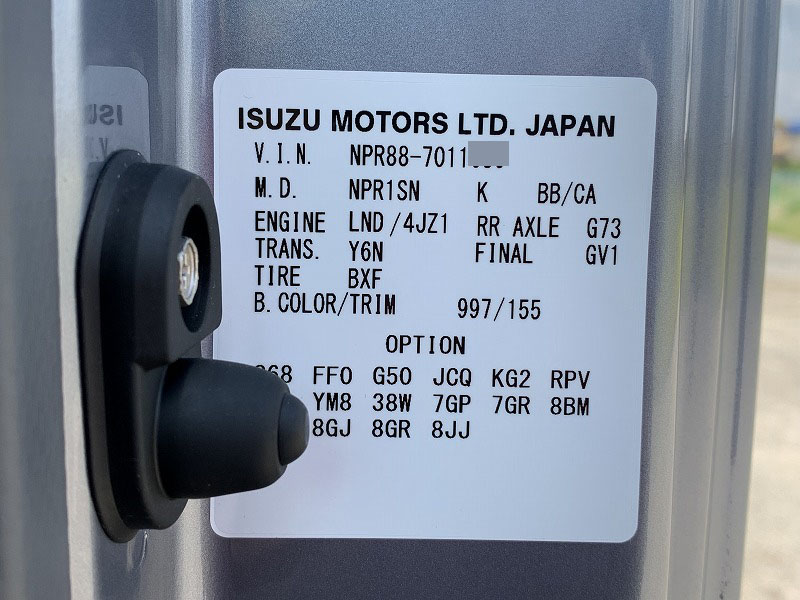 ISUZU MOTORS LTD. JAPAN
V.I.N. NPR88-7011
M.D. NPR1SN K BB/CA
ENGINE LND/4JZ1 RR AXLE G73
TRANS. Y6N FINAL GV1
TIRE BXF
B.COLOR/TRIM 997/155
OPTION
FF0 G50 JCQ KG2 RPV
YM8 38W 7GP 7GR 8BM
8GJ 8GR 8JJ